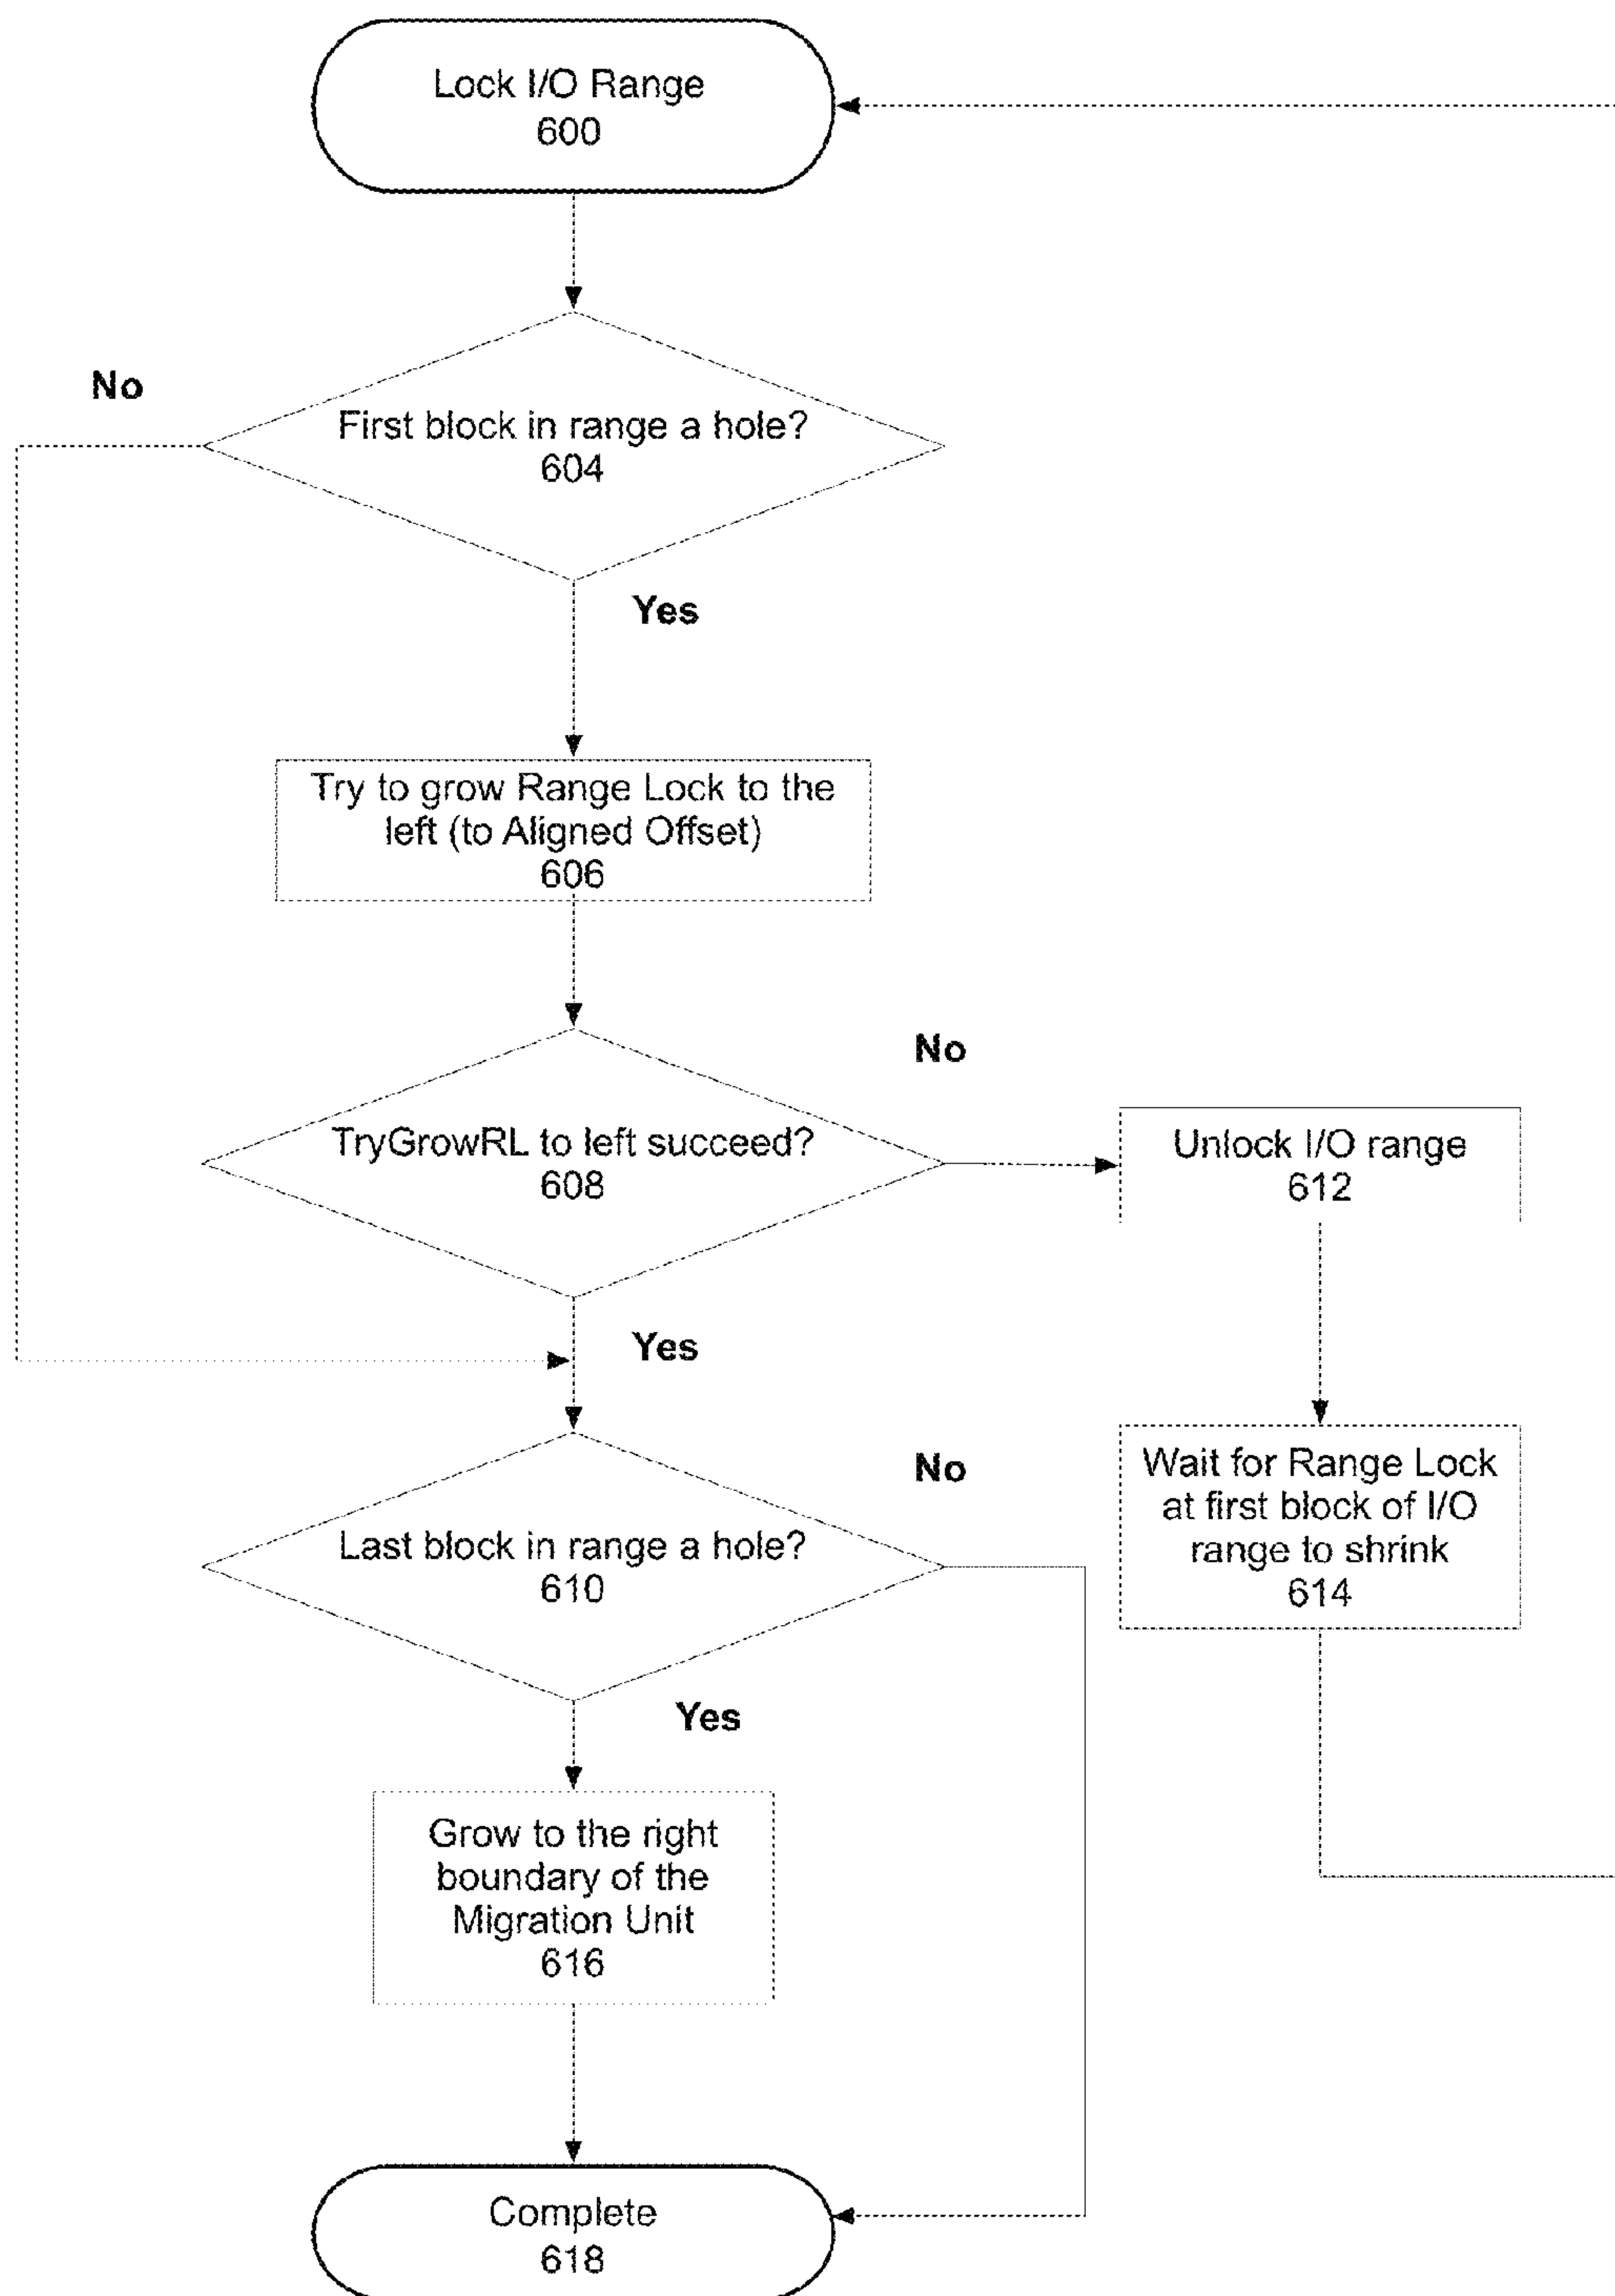 Lock I/O Range
600
No
First block in range a hole?
604
Yes
Try to grow Range Lock to the
left (to Aligned Offset)
606
No
TryGrowRL to left succeed?
608
Unlock I/O range
612
Yes
No
Wait for Range Lock
at first block of I/O
range to shrink
614
Last block in range a hole?
610
Yes
Grow to the right
boundary of the
Migration Unit
616
Complete
618